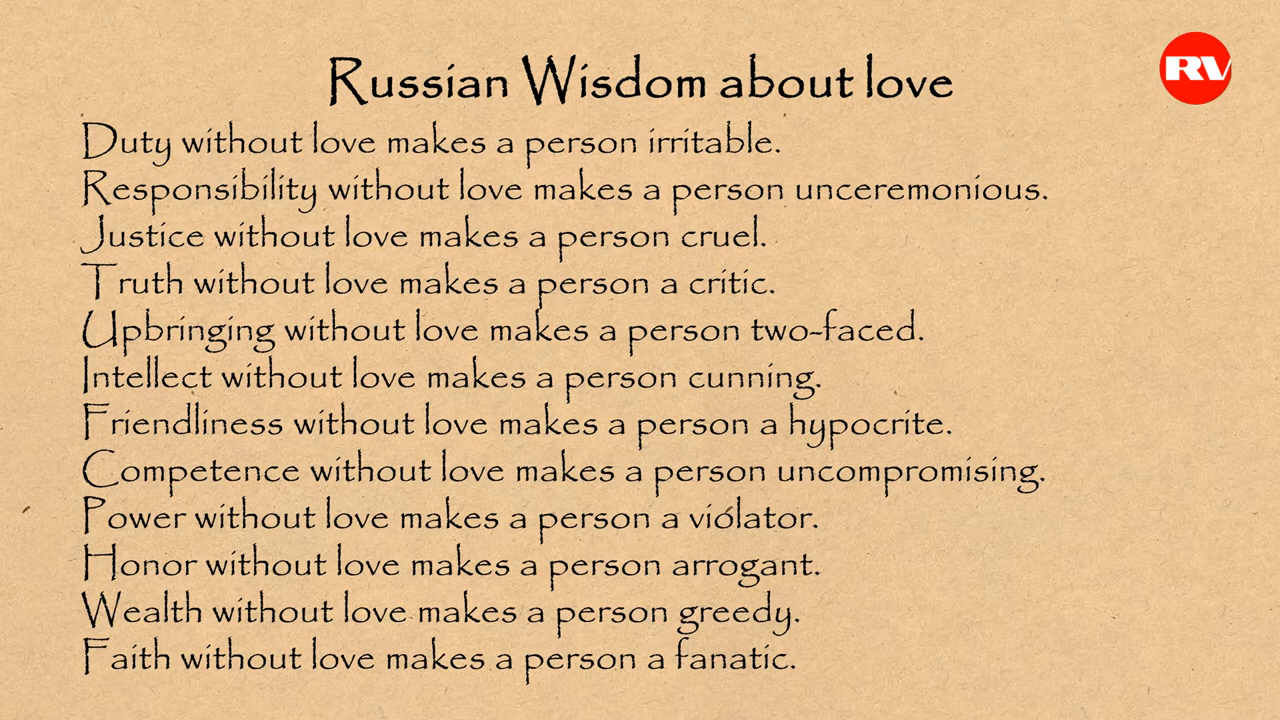 Russian Wisdom about love
RV
Duty without love makes a person irritable.
Responsibility without love makes a person unceremonious.
Justice without love makes a person cruel.
Truth without love makes a person a critic.
Upbringing without love makes a person two-faced.
Intellect without love makes a person cunning.
Friendliness without love makes a person a hypocrite.
Competence without love makes a person uncompromising.
Power without love makes a person a violator.
Honor without love makes a person arrogant.
Wealth without love makes a person greedy.
Faith without love makes a person a fanatic.